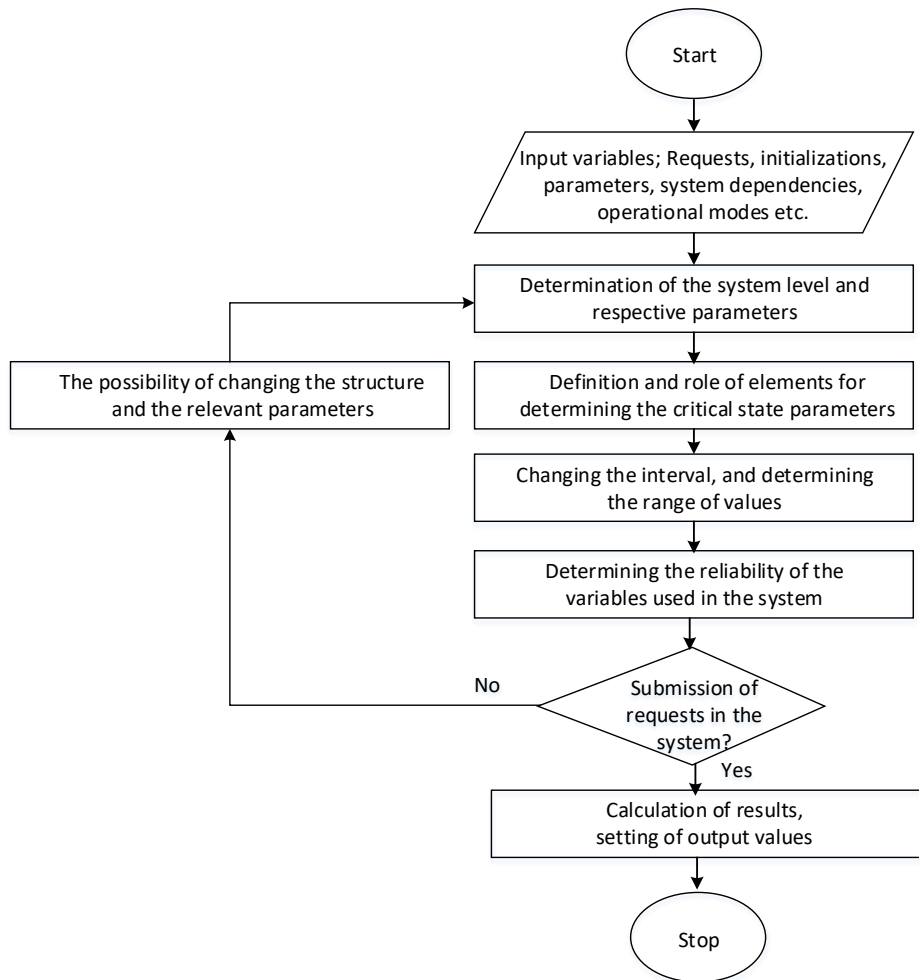 Start
Input variables; Requests, initializations,
parameters, system dependencies,
operational modes etc.
Determination of the system level and
respective parameters
The possibility of changing the structure
and the relevant parameters
Definition and role of elements for
determining the critical state parameters
Changing the interval, and determining
the range of values
Determining the reliability of the
variables used in the system
No
Submission of
requests in the
system?
Yes
Calculation of results,
setting of output values
Stop